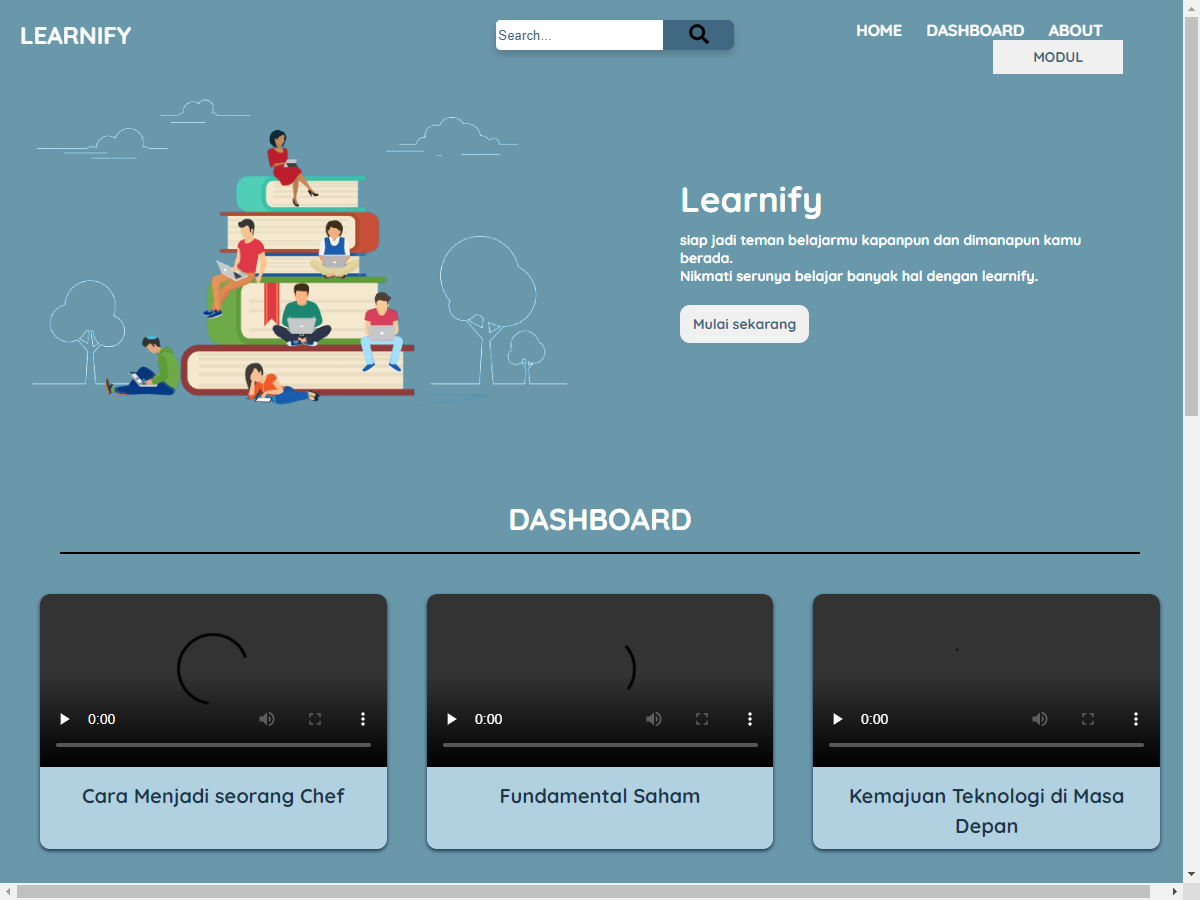 LEARNIFY
Search...
HOME DASHBOARD ABOUT
MODUL
Learnify
siap jadi teman belajarmu kapanpun dan dimanapun kamu
berada.
Nikmati serunya belajar banyak hal dengan learnify.
Mulai sekarang
DASHBOARD
0:00
0:00
0:00
Cara Menjadi seorang Chef
Fundamental Saham
Kemajuan Teknologi di Masa
Depan